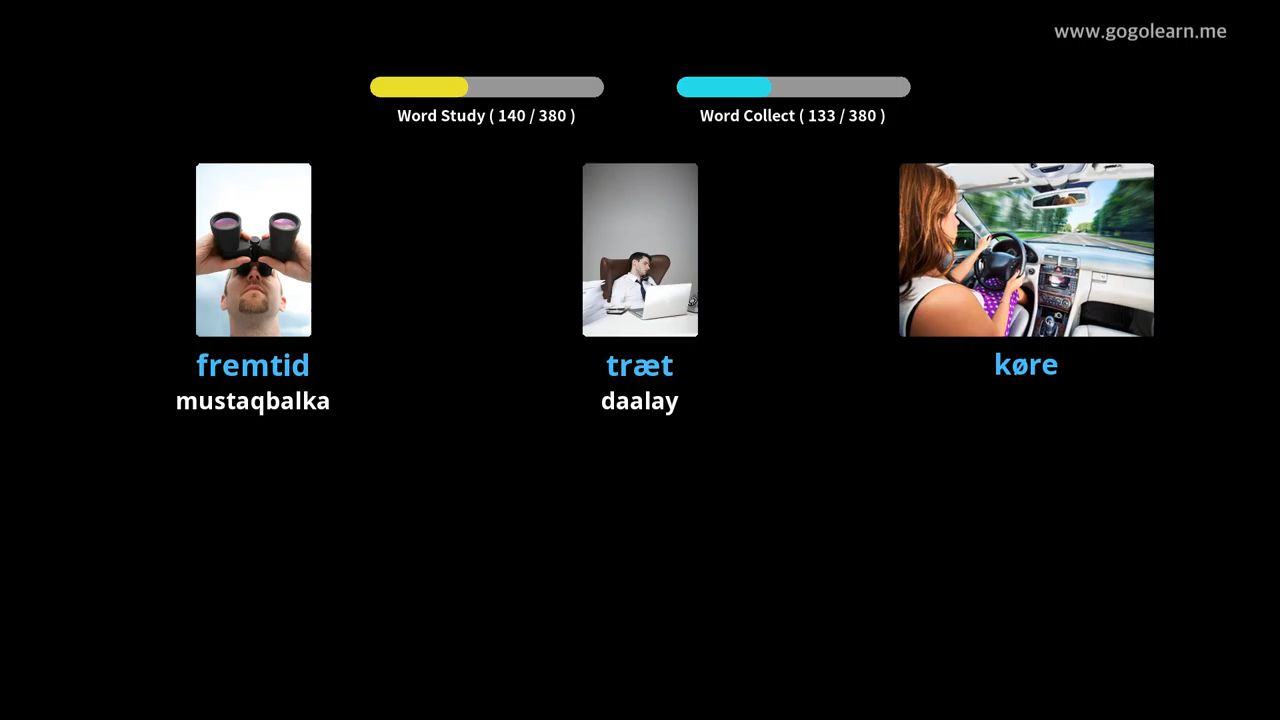 www.gogolearn.me
Word Study ( 140 / 380 )
Word Collect ( 133 / 380 )
fremtid
mustaqbalka
træt
daalay
køre